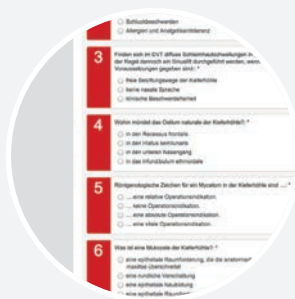 Schluckbeschwerden
Allergien und Analgetikaintoleranz
3
Finden sich im DVT diffuse Schleimhautschwellungen in
der Regel dennoch ein Sinuslift durchgeführt werden, wenn
Voraussetzungen gegeben sind: *
freie Belüftungswege der Kieferhöhle
keine nasale Sprache
klinische Beschwerdefreiheit
4
Wohin mündet das Ostium naturale der Kieferhöhle?: *
in den Recessus frontalis
in den Hiatus semilunaris
in den unteren Nasengang
in das Infundibulum ethmoidale
5
Röntgenologische Zeichen für ein Mycetom in der Kieferhöhle sind ....: *
.... eine relative Operationsindikation.
.... keine Operationsindikation.
.... eine absolute Operationsindikation.
.... eine vitale Operationsindikation.
6
Was ist eine Mukozele der Kieferhöhle?: *
eine epitheliale Raumforderung, die die
maxillae überschreitet
eine rundliche Verschattung
eine epitheliale Neubildung
eine epitheliale